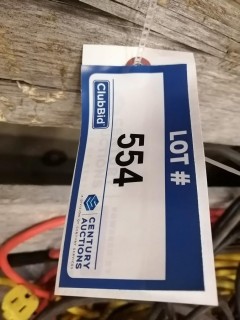 LOT #
554
ClubBid
CENTURY
AUCTIONS